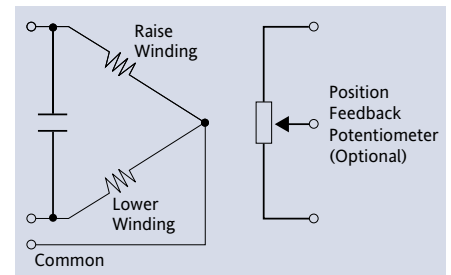 Raise
Winding
Position
Feedback
Potentiometer
(Optional)
Lower
Winding
Common